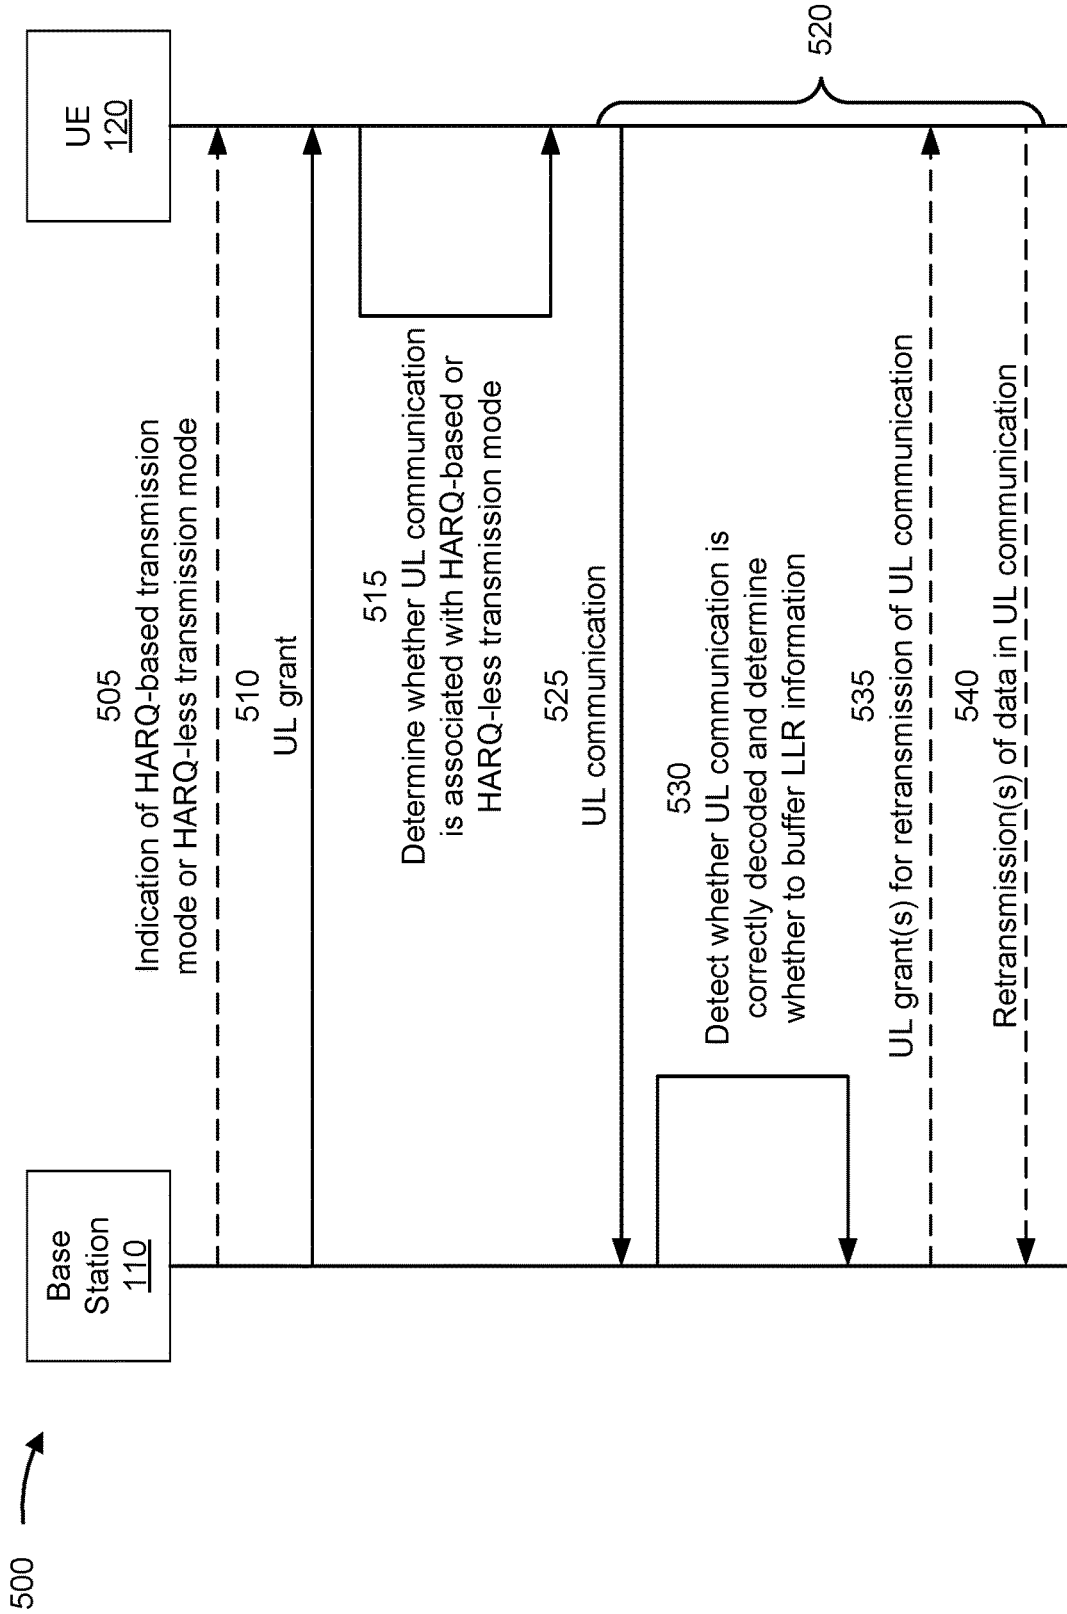 500
Base
Station
110
UE
120
505
Indication of HARQ-based transmission
mode or HARQ-less transmission mode
510
UL grant
515
Determine whether UL communication
is associated with HARQ-based or
HARQ-less transmission mode
520
525
UL communication
530
Detect whether UL communication is
correctly decoded and determine
whether to buffer LLR information
535
UL grant(s) for retransmission of UL communication
540
Retransmission(s) of data in UL communication